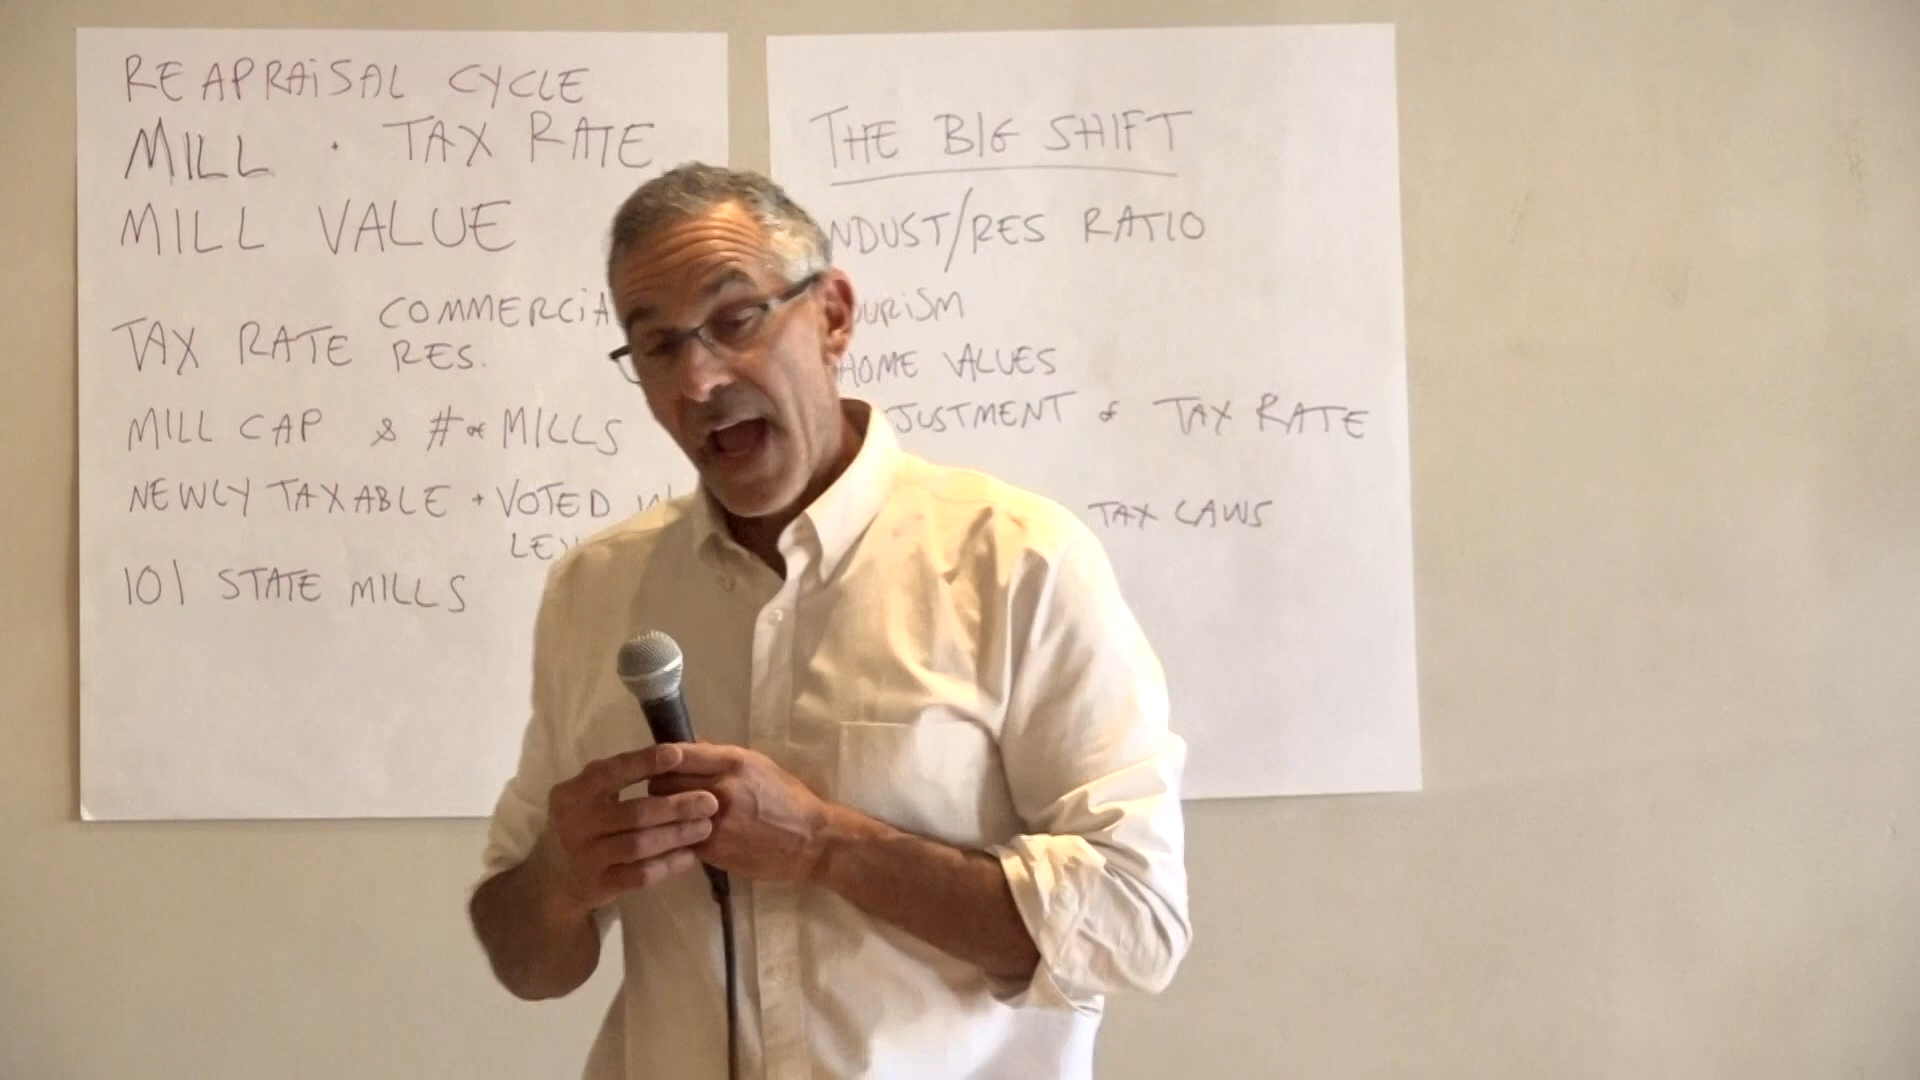 REAPRAISAL CYCLE
MILL · TAX RATE
MILL VALUE
TAX RATE COMMERCIA
RES.
MILL CAP & # of MILLS
NEWLY TAXABLE + VOTED
101 STATE MILLS
THE BIG SHIFT
NDUST/RES RATIO
OURISM
HOME VALUES
JUSTMENT of TAX RATE
TAX LAWS